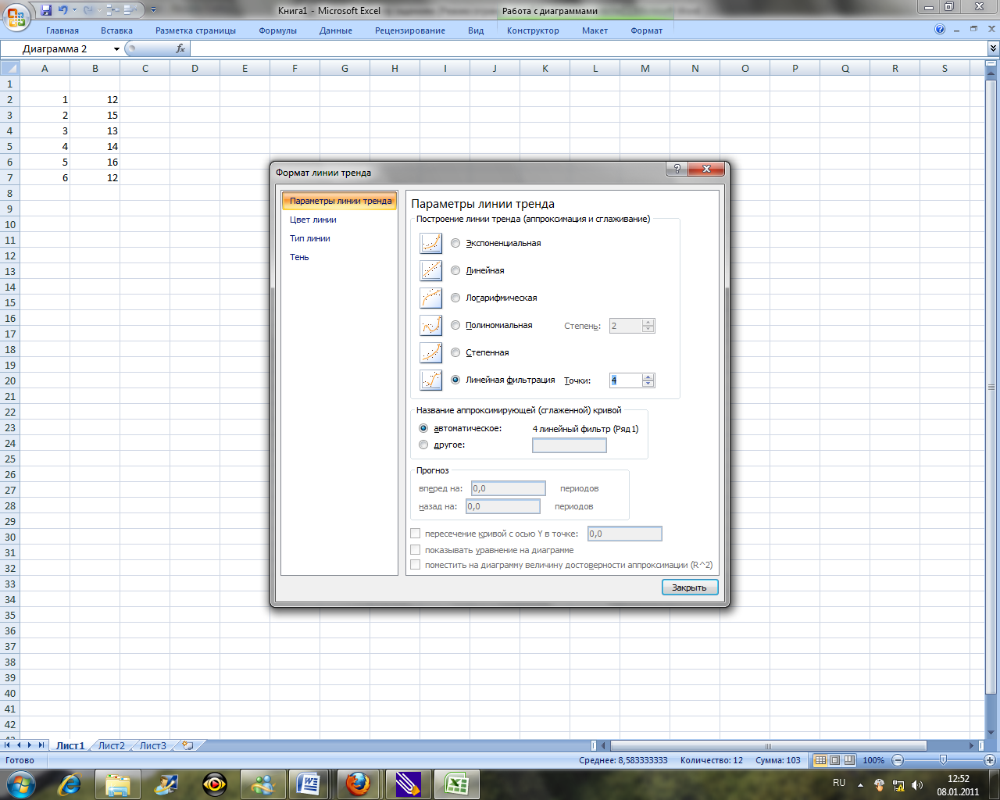 Книга1 - Microsoft Excel
Работа с диаграммами
Главная Вставка Разметка страницы Формулы Данные Рецензирование Вид Конструктор Макет Формат
Диаграмма 2 fx
A B C D E F G H I J K L M N O P Q R S
1
2 1 12
3 2 15
4 3 13
5 4 14
6 5 16
7 6 12
8
9
10
11
12
13
14
15
16
17
18
19
20
21
22
23
24
25
26
27
28
29
30
31
32
33
34
35
36
37
38
39
40
41
42
Формат линии тренда
Параметры линии тренда
Цвет линии
Тип линии
Тень
Параметры линии тренда
Построение линии тренда (аппроксимация и сглаживание)
Экспоненциальная
Линейная
Логарифмическая
Полиномиальная Степень: 2
Степенная
Линейная фильтрация Точки: 4
Название аппроксимирующей (сглаженной) кривой
автоматическое: 4 линейный фильтр (Ряд1)
другое:
Прогноз
вперед на: 0,0 периодов
назад на: 0,0 периодов
пересечение кривой с осью Y в точке: 0,0
показывать уравнение на диаграмме
поместить на диаграмму величину достоверности аппроксимации (R^2)
Закрыть
Лист1 Лист2 Лист3
Готово Среднее: 8,583333333 Количество: 12 Сумма: 103 100%
RU 12:52
08.01.2011